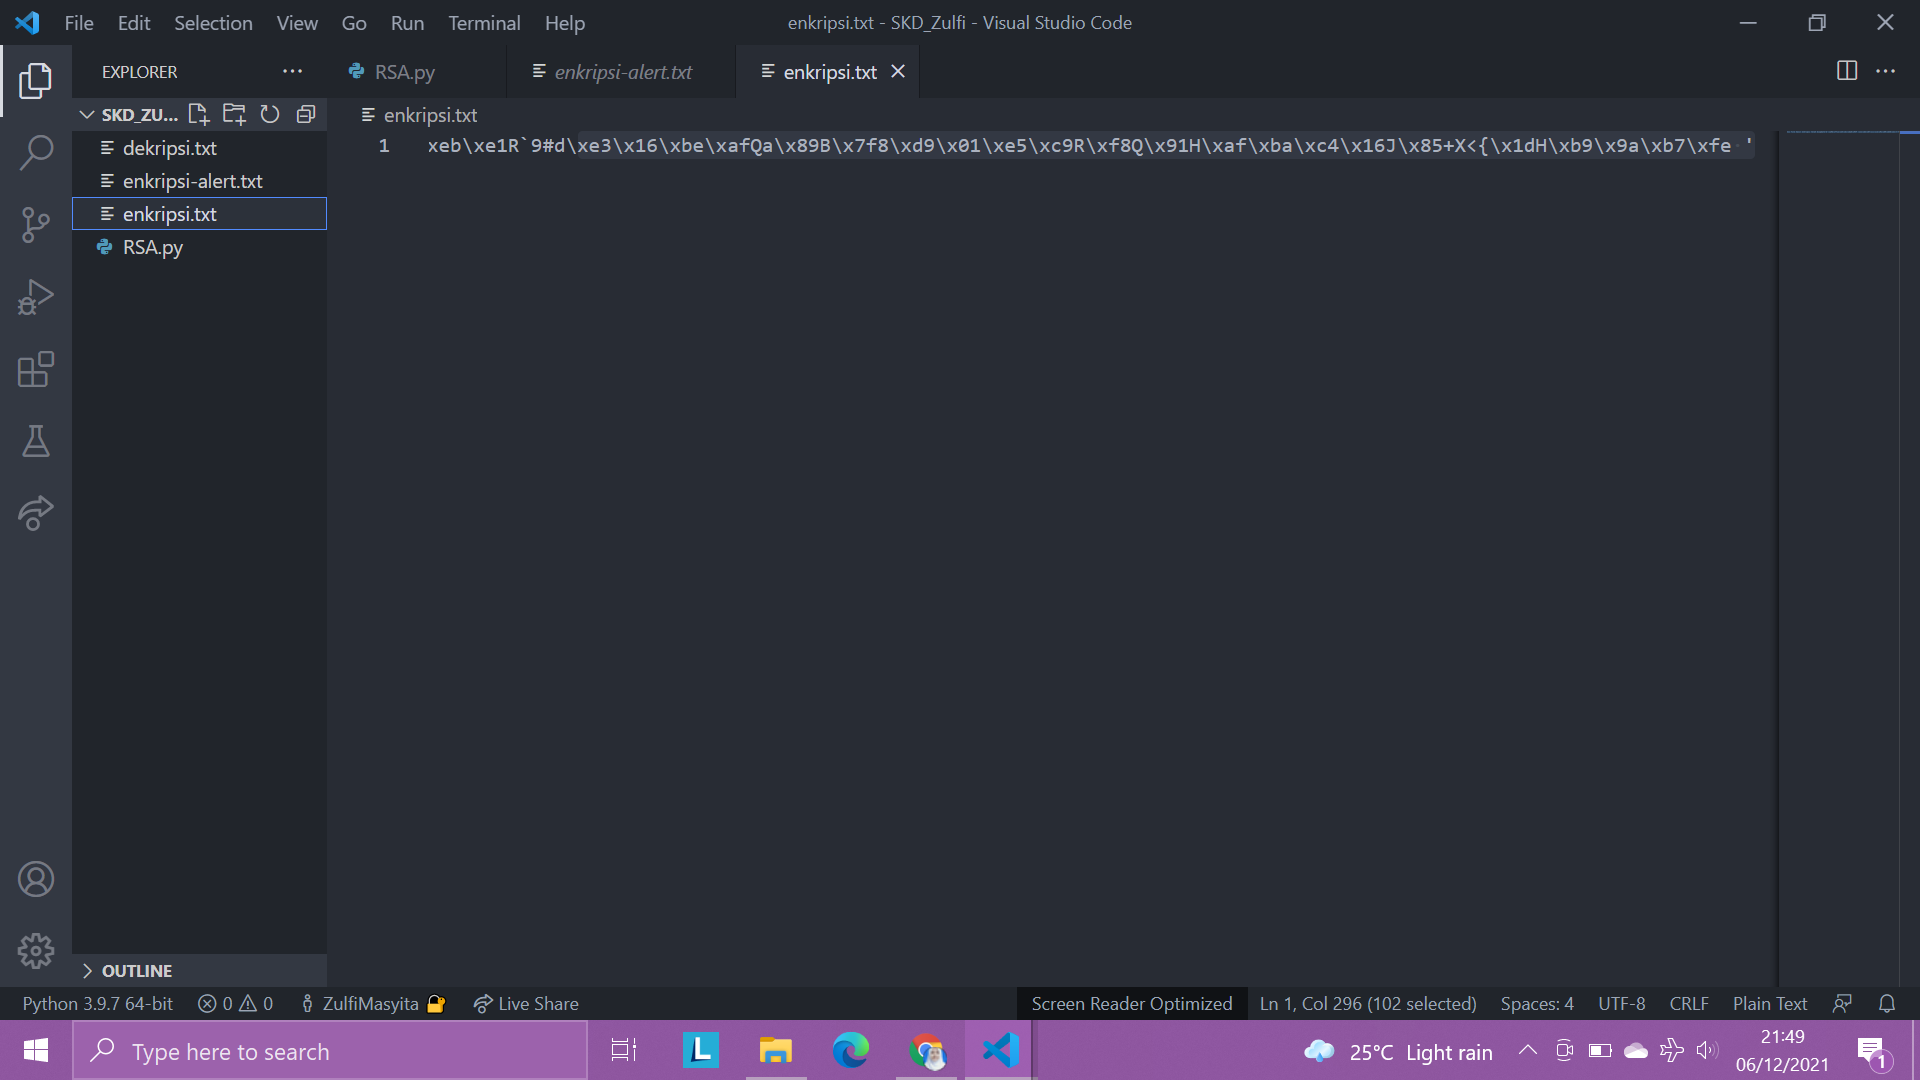 File Edit Selection View Go Run Terminal Help
enkripsi.txt - SKD_Zulfi - Visual Studio Code
EXPLORER
RSA.py
enkripsi-alert.txt
enkripsi.txt
SKD_ZU...
dekripsi.txt
enkripsi-alert.txt
enkripsi.txt
RSA.py
enkripsi.txt
1 xeb\xe1R`9#d\xe3\x16\xbe\xafQa\x89B\x7f8\xd9\x01\xe5\xc9R\xf8Q\x91H\xaf\xba\xc4\x16J\x85+X<{\x1dH\xb9\x9a\xb7\xfe '
OUTLINE
Python 3.9.7 64-bit 0 0 ZulfiMasyita Live Share Screen Reader Optimized Ln 1, Col 296 (102 selected) Spaces: 4 UTF-8 CRLF Plain Text
Type here to search
L
25°C Light rain
21:49
06/12/2021
1